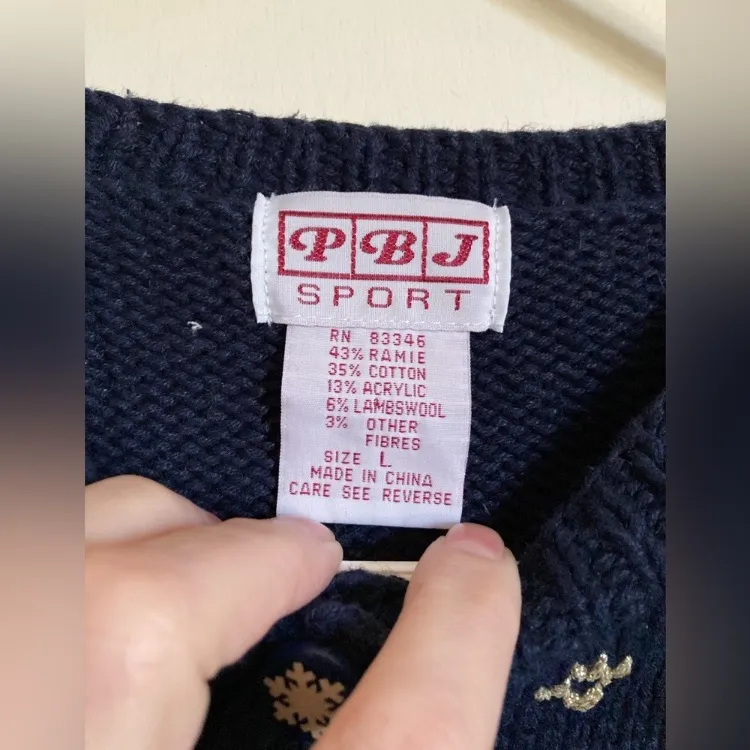 PBJ
SPORT
RN 83346
43% RAMIE
35% COTTON
13% ACRYLIC
6% LAMBSWOOL
3% OTHER
FIBRES
SIZE L
MADE IN CHINA
CARE SEE REVERSE